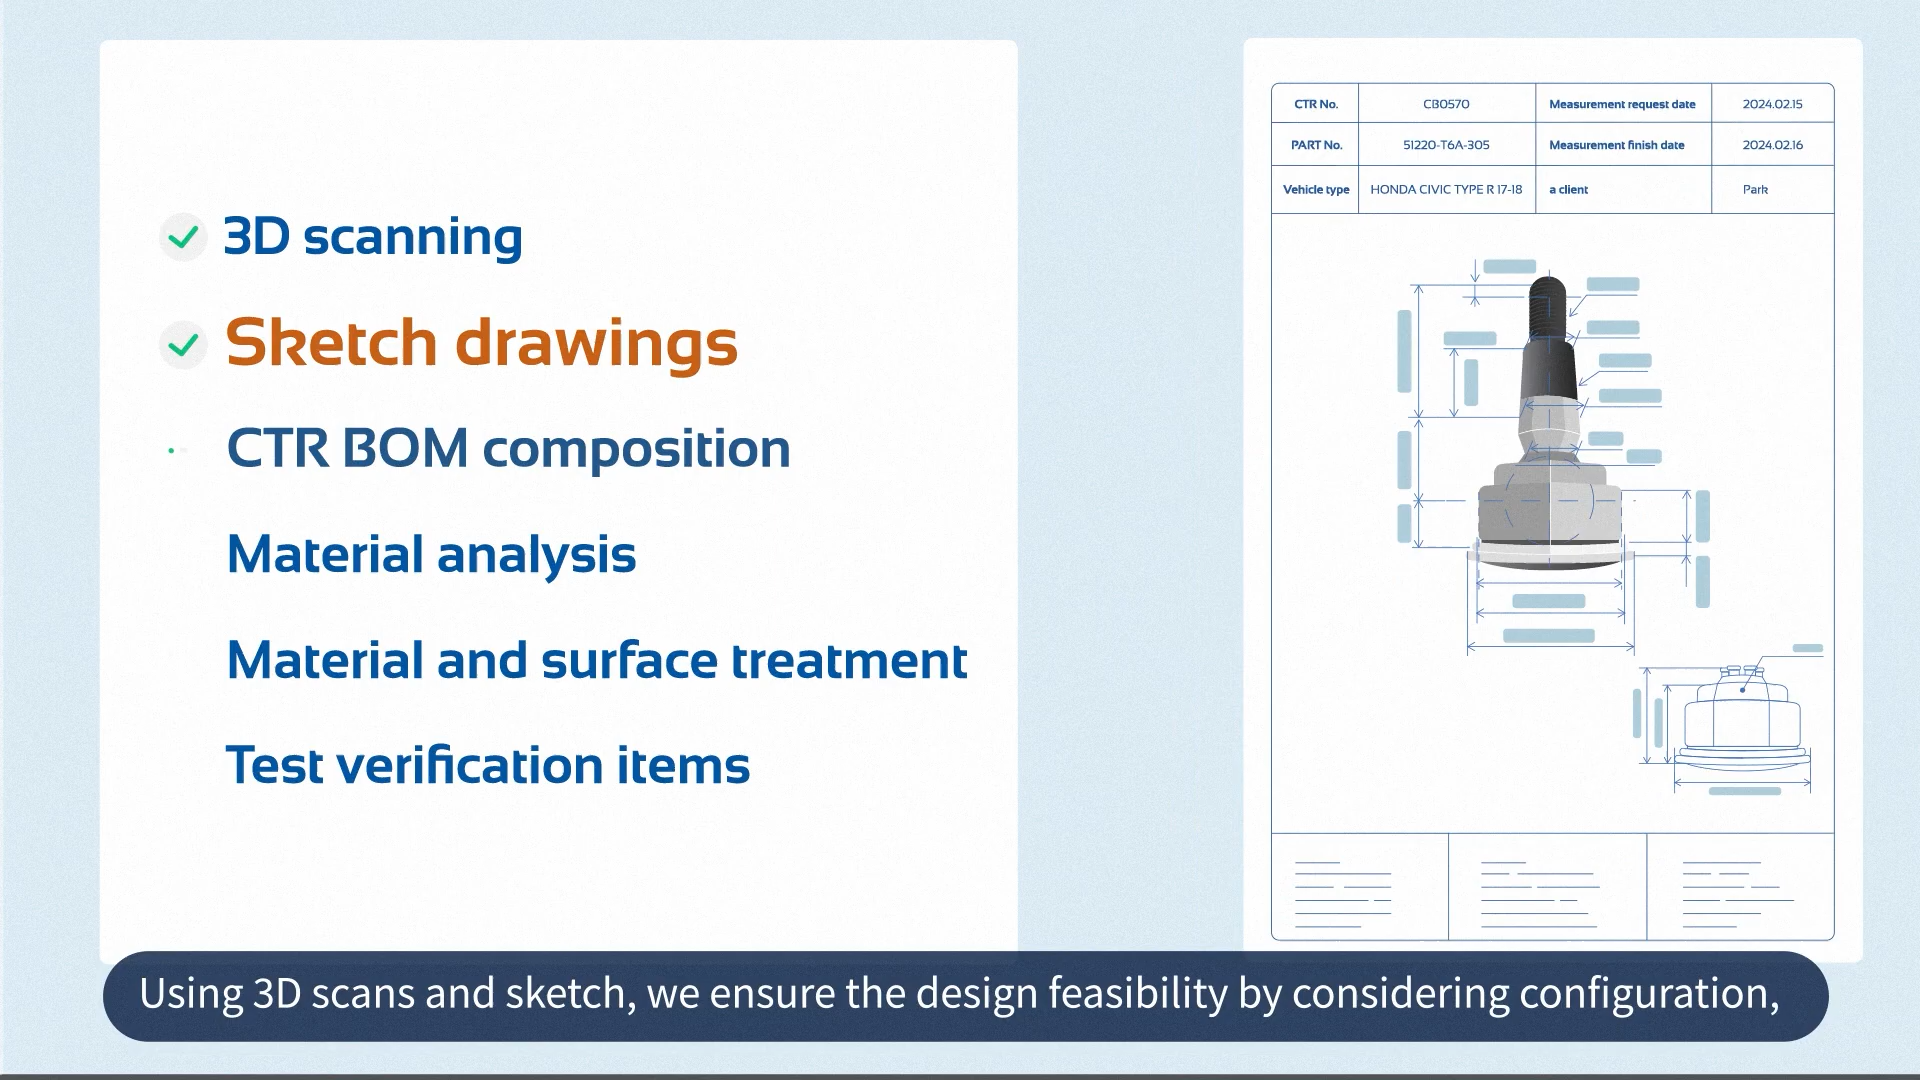 3D scanning
Sketch drawings
CTR BOM composition
Material analysis
Material and surface treatment
Test verification items
CTR No. CB0570 Measurement request date 2024.02.15
PART No. 51220-T6A-305 Measurement finish date 2024.02.16
Vehicle type HONDA CIVIC TYPE R 17-18 a client Park
Using 3D scans and sketch, we ensure the design feasibility by considering configuration,